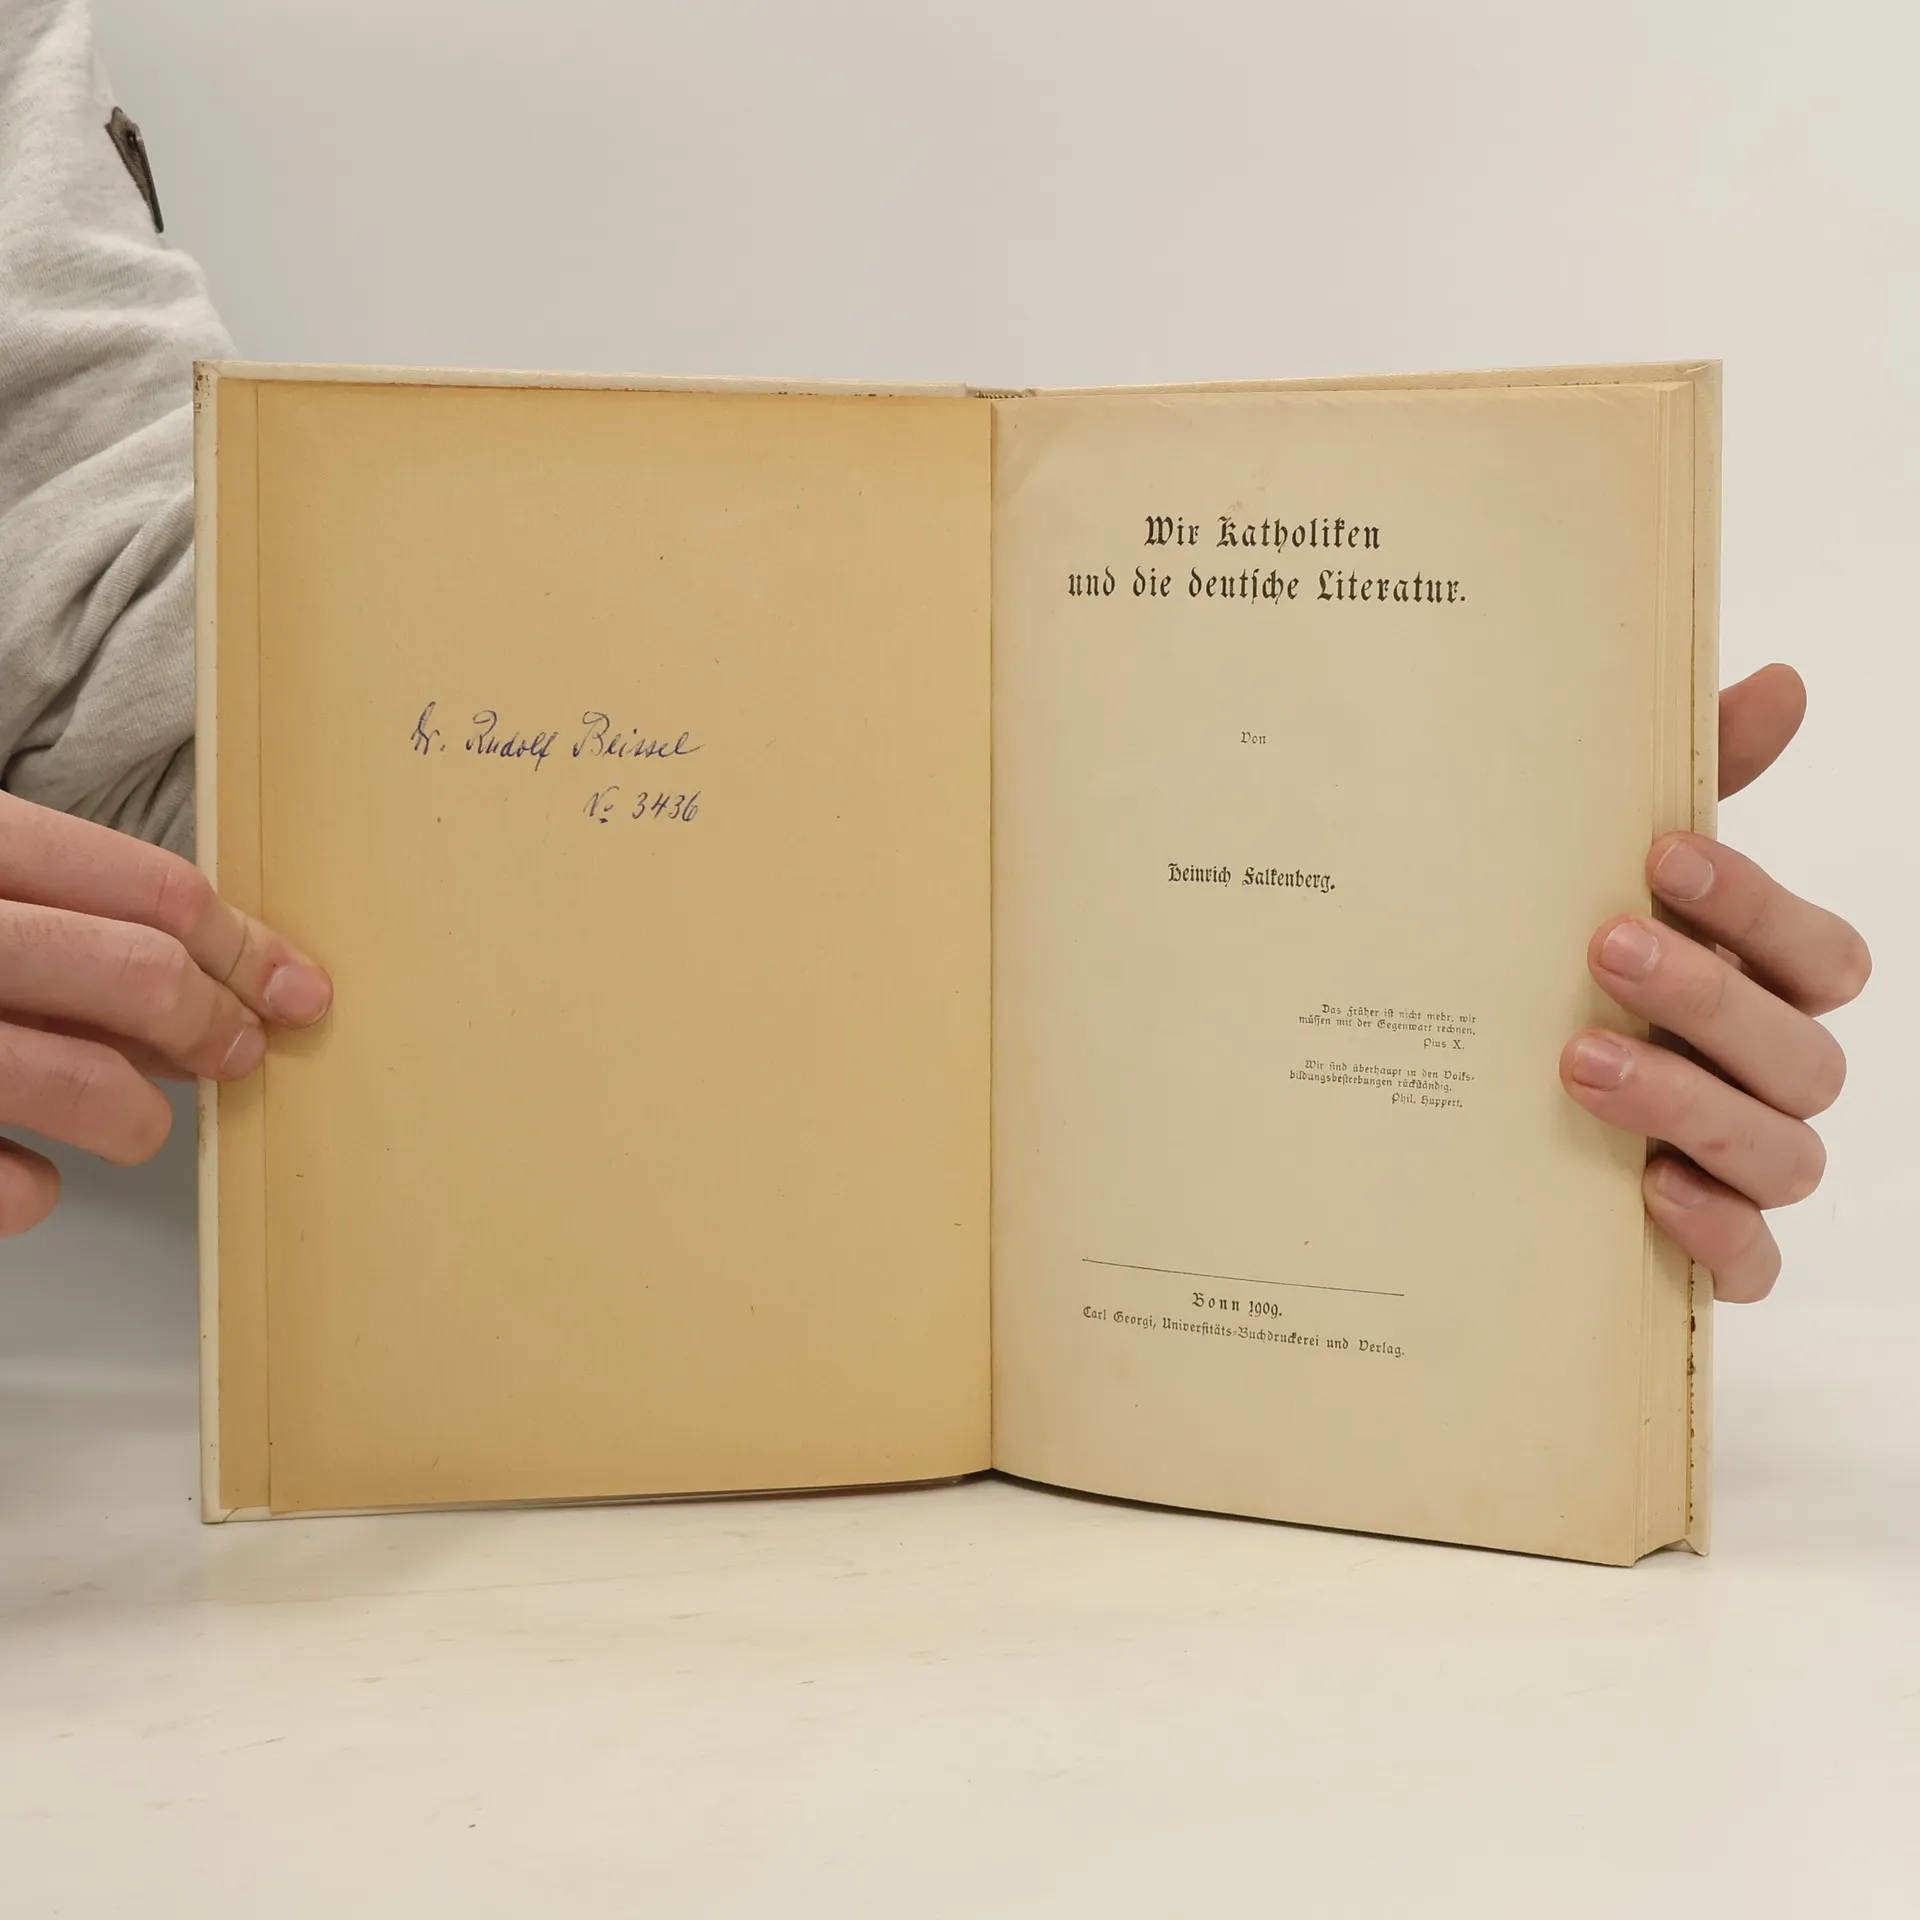 Dr. Rudolf Beissel
No 3436
Wir Katholiken
und die deutsche Literatur.
Von
Heinrich Falkenberg.
Das Früher ist nicht mehr, wir
müssen mit der Gegenwart rechnen.
Pius X.
Wir sind überhaupt in den Volks-
bildungsbestrebungen rückständig.
Phil. Huppert.
Bonn 1909.
Carl Georgi, Universitäts-Buchdruckerei und Verlag.